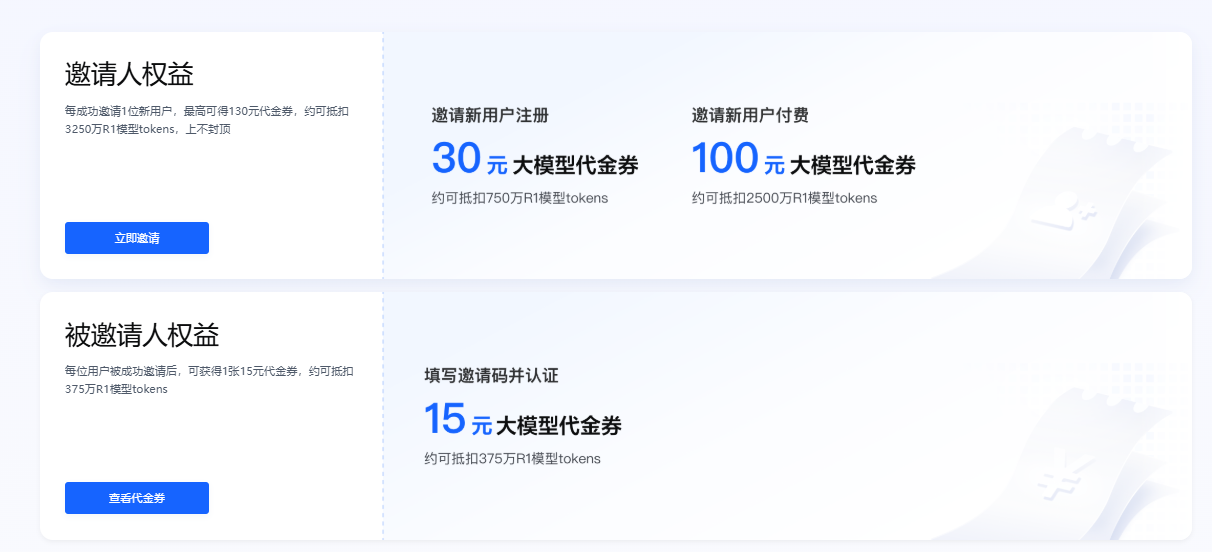 邀请人权益
每成功邀请1位新用户，最高可得130元代金券，约可抵扣
3250万R1模型tokens，上不封顶
立即邀请
邀请新用户注册
30 元 大模型代金券
约可抵扣750万R1模型tokens
邀请新用户付费
100 元 大模型代金券
约可抵扣2500万R1模型tokens
被邀请人权益
每位用户被成功邀请后，可获得1张15元代金券，约可抵扣
375万R1模型tokens
查看代金券
填写邀请码并认证
15 元 大模型代金券
约可抵扣375万R1模型tokens